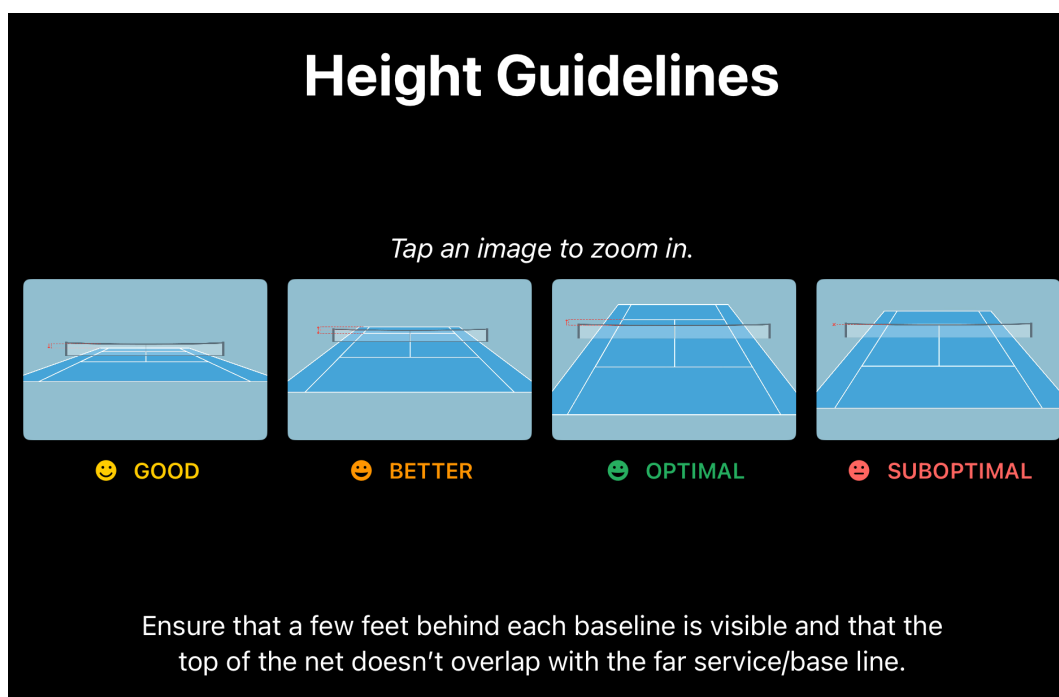 Height Guidelines
Tap an image to zoom in.
GOOD
BETTER
OPTIMAL
SUBOPTIMAL
Ensure that a few feet behind each baseline is visible and that the
top of the net doesn’t overlap with the far service/base line.